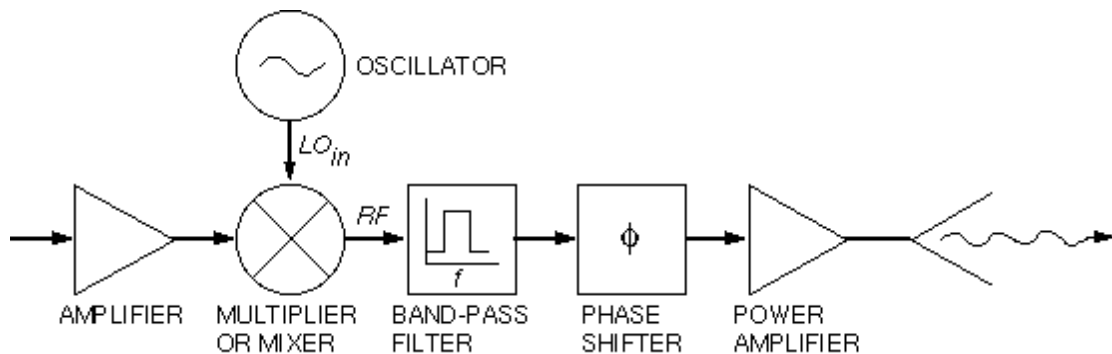 OSCILLATOR
LOin
RF
f
ϕ
AMPLIFIER
MULTIPLIER
OR MIXER
BAND-PASS
FILTER
PHASE
SHIFTER
POWER
AMPLIFIER